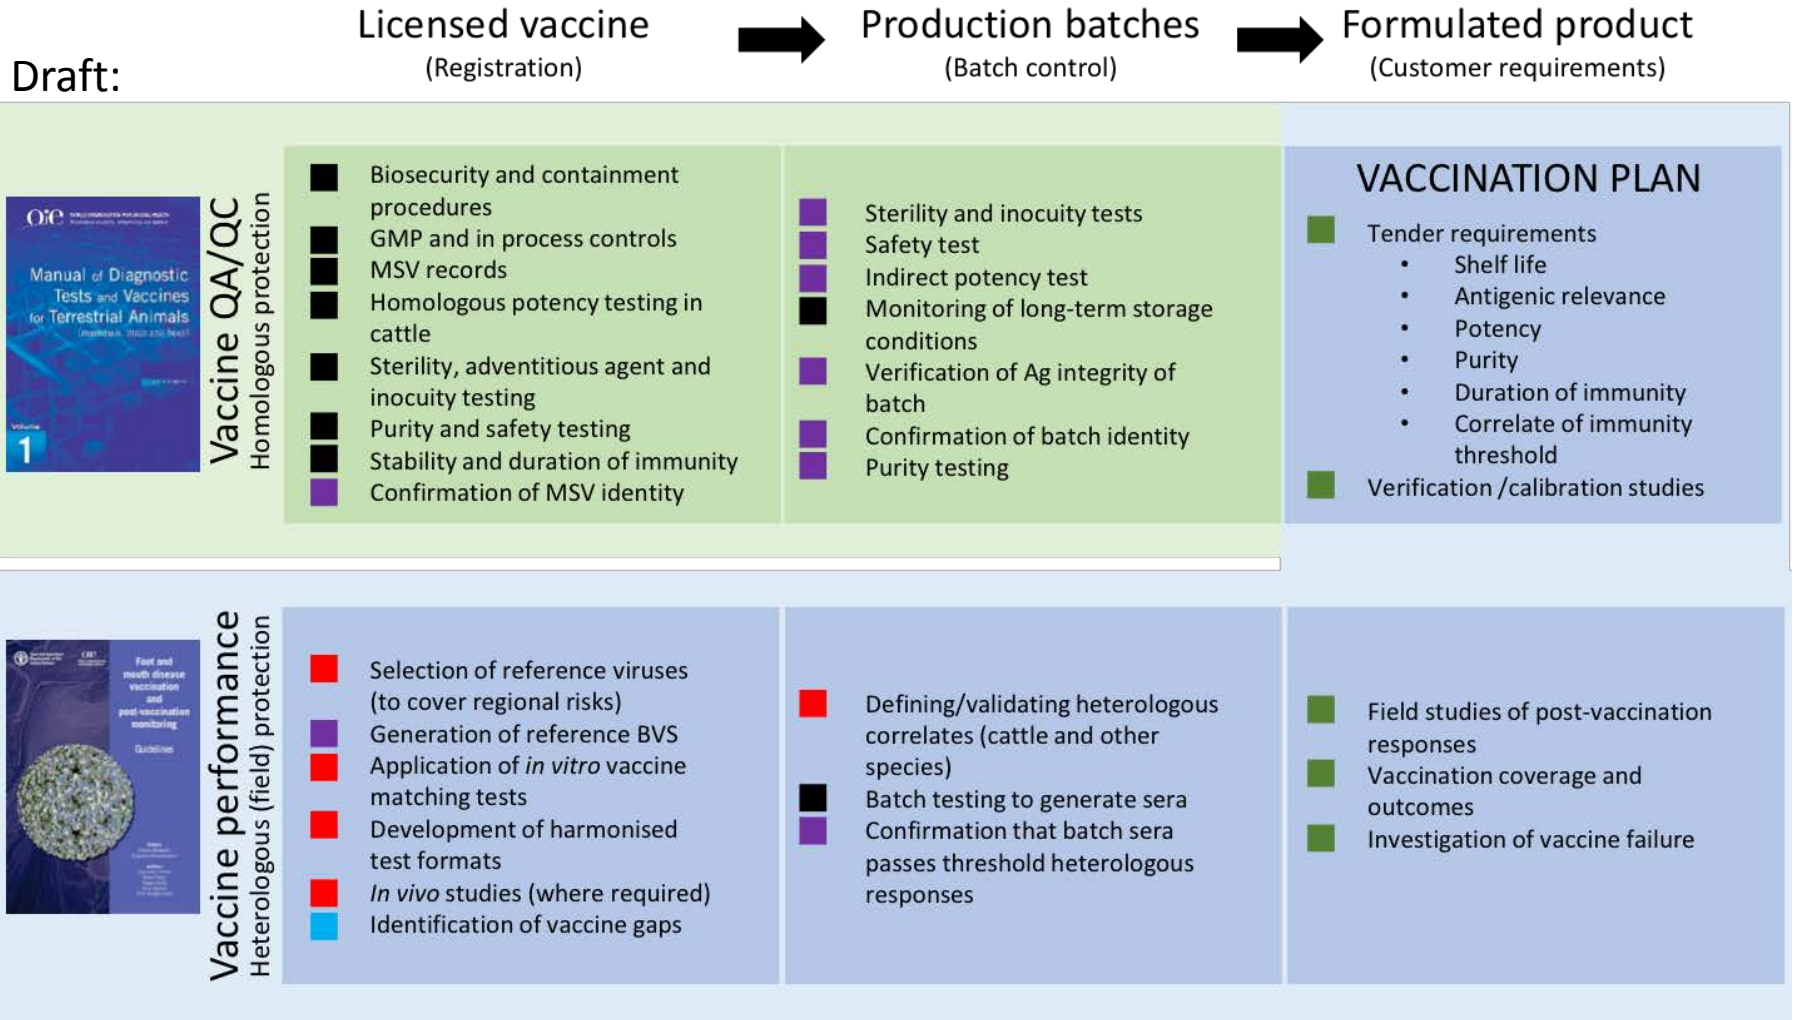 Draft:
Licensed vaccine
(Registration)
Production batches
(Batch control)
Formulated product
(Customer requirements)
Oie
Manual of Diagnostic
Tests and Vaccines
for Terrestrial Animals
Volume
1
Vaccine QA/QC
Homologous protection
Biosecurity and containment
procedures
GMP and in process controls
MSV records
Homologous potency testing in
cattle
Sterility, adventitious agent and
inocuity testing
Purity and safety testing
Stability and duration of immunity
Confirmation of MSV identity
Sterility and inocuity tests
Safety test
Indirect potency test
Monitoring of long-term storage
conditions
Verification of Ag integrity of
batch
Confirmation of batch identity
Purity testing
VACCINATION PLAN
Tender requirements
• Shelf life
• Antigenic relevance
• Potency
• Purity
• Duration of immunity
• Correlate of immunity
threshold
Verification /calibration studies
Foot and
mouth disease
vaccination
and
post-vaccination
monitoring
Guidelines
Vaccine performance
Heterologous (field) protection
Selection of reference viruses
(to cover regional risks)
Generation of reference BVS
Application of in vitro vaccine
matching tests
Development of harmonised
test formats
In vivo studies (where required)
Identification of vaccine gaps
Defining/validating heterologous
correlates (cattle and other
species)
Batch testing to generate sera
Confirmation that batch sera
passes threshold heterologous
responses
Field studies of post-vaccination
responses
Vaccination coverage and
outcomes
Investigation of vaccine failure